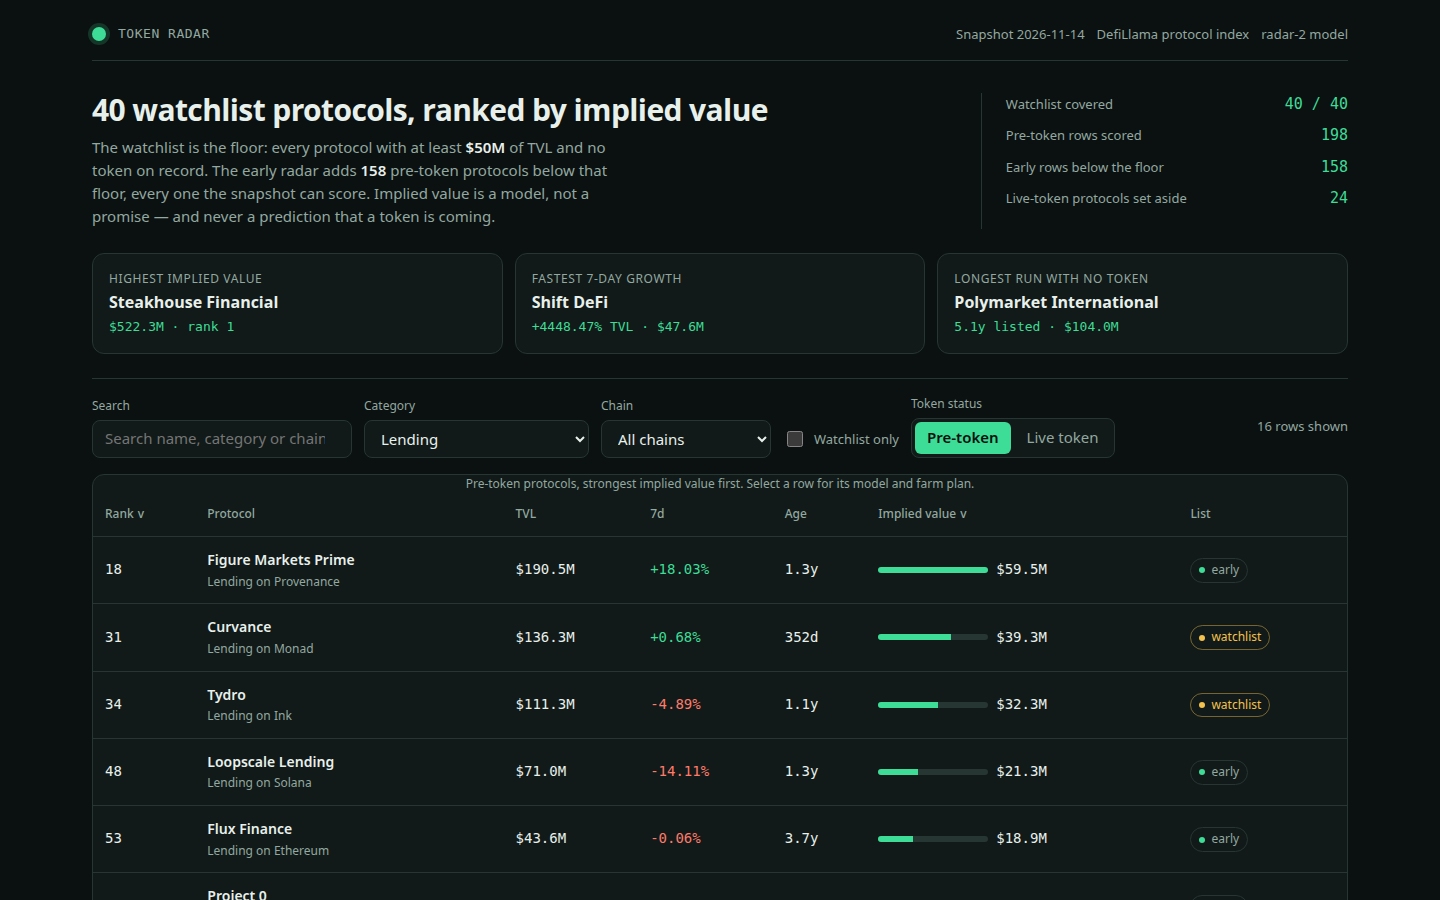 TOKEN RADAR
Snapshot 2026-11-14 DefiLlama protocol index radar-2 model
40 watchlist protocols, ranked by implied value
The watchlist is the floor: every protocol with at least $50M of TVL and no
token on record. The early radar adds 158 pre-token protocols below that
floor, every one the snapshot can score. Implied value is a model, not a
promise — and never a prediction that a token is coming.
Watchlist covered 40 / 40
Pre-token rows scored 198
Early rows below the floor 158
Live-token protocols set aside 24
HIGHEST IMPLIED VALUE
Steakhouse Financial
$522.3M · rank 1
FASTEST 7-DAY GROWTH
Shift DeFi
+4448.47% TVL · $47.6M
LONGEST RUN WITH NO TOKEN
Polymarket International
5.1y listed · $104.0M
Search
Search name, category or chain
Category
Lending
Chain
All chains
Watchlist only
Token status
Pre-token Live token
16 rows shown
Pre-token protocols, strongest implied value first. Select a row for its model and farm plan.
Rank v Protocol TVL 7d Age Implied value v List
18 Figure Markets Prime $190.5M +18.03% 1.3y $59.5M early
Lending on Provenance
31 Curvance $136.3M +0.68% 352d $39.3M watchlist
Lending on Monad
34 Tydro $111.3M -4.89% 1.1y $32.3M watchlist
Lending on Ink
48 Loopscale Lending $71.0M -14.11% 1.3y $21.3M early
Lending on Solana
53 Flux Finance $43.6M -0.06% 3.7y $18.9M early
Lending on Ethereum
Project 0